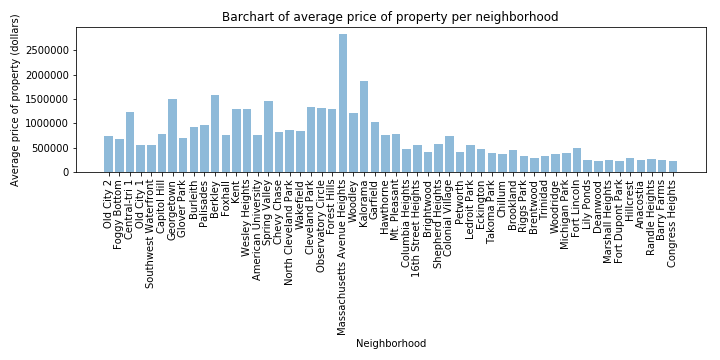 Barchart of average price of property per neighborhood
Average price of property (dollars)
2500000
2000000
1500000
1000000
500000
0
Old City 2
Foggy Bottom
Central-tri 1
Old City 1
Southwest Waterfront
Capitol Hill
Georgetown
Glover Park
Burleith
Palisades
Berkley
Foxhall
Kent
Wesley Heights
American University
Spring Valley
Chevy Chase
North Cleveland Park
Wakefield
Cleveland Park
Observatory Circle
Forest Hills
Massachusetts Avenue Heights
Woodley
Kalorama
Garfield
Hawthorne
Mt. Pleasant
Columbia Heights
16th Street Heights
Brightwood
Shepherd Heights
Colonial Village
Petworth
Ledroit Park
Eckington
Takoma Park
Chillum
Brookland
Riggs Park
Brentwood
Trinidad
Woodridge
Michigan Park
Fort Lincoln
Lily Ponds
Deanwood
Marshall Heights
Fort Dupont Park
Hillcrest
Anacostia
Randle Heights
Barry Farms
Congress Heights
Neighborhood